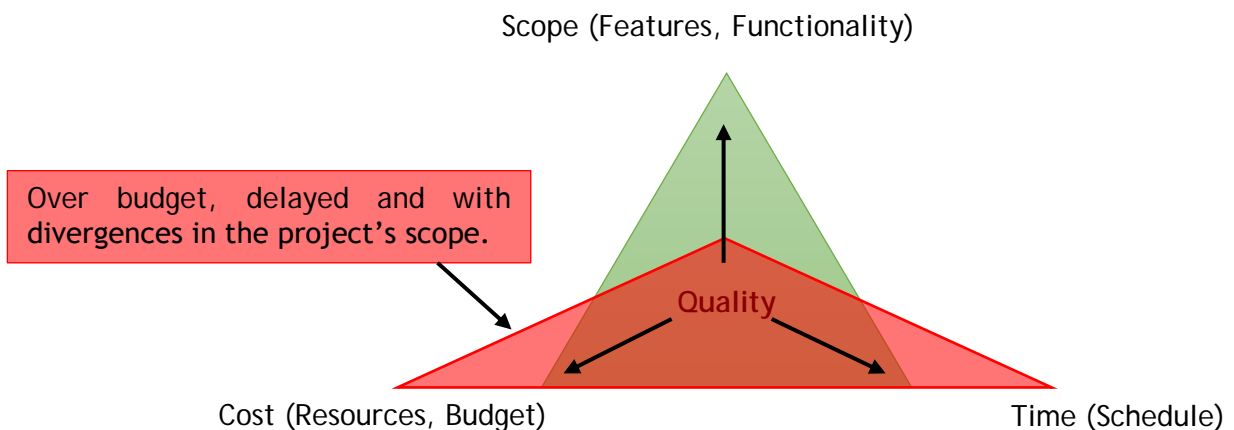 Scope (Features, Functionality)
Over budget, delayed and with
divergences in the project’s scope.
Quality
Cost (Resources, Budget)
Time (Schedule)